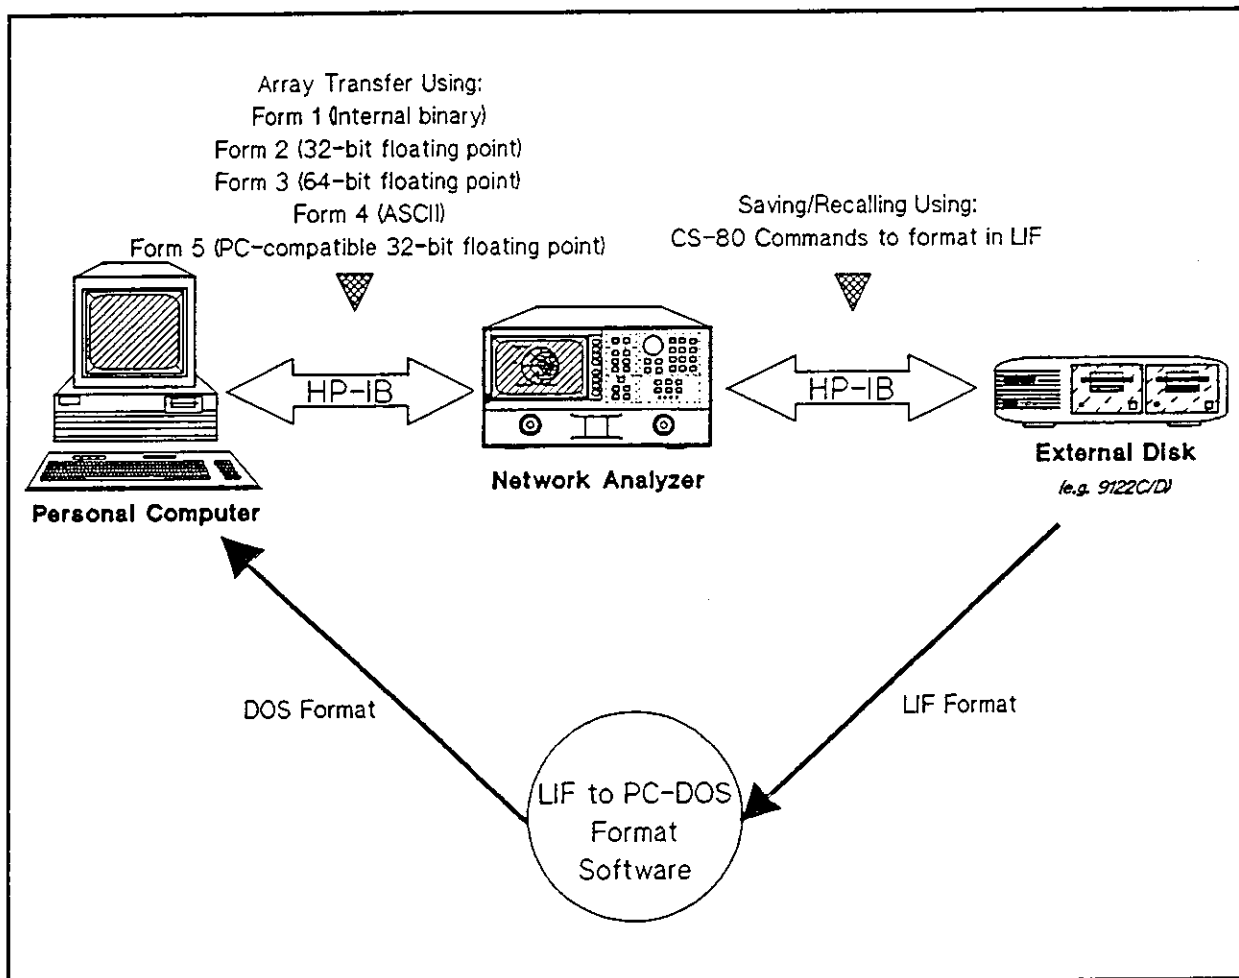 Array Transfer Using:
Form 1 (Internal binary)
Form 2 (32-bit floating point)
Form 3 (64-bit floating point)
Form 4 (ASCII)
Form 5 (PC-compatible 32-bit floating point)
Saving/Recalling Using:
CS-80 Commands to format in LIF
HP-IB
HP-IB
Personal Computer
Network Analyzer
External Disk
(e.g. 9122C/D)
DOS Format
LIF Format
LIF to PC-DOS
Format
Software